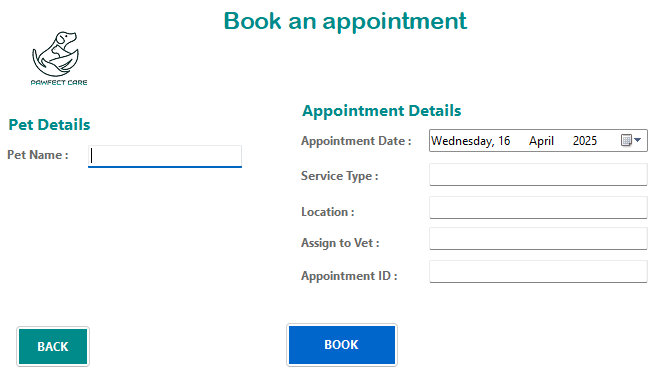 Book an appointment
PAWFECT CARE
Pet Details
Pet Name :
Appointment Details
Appointment Date : Wednesday, 16 April 2025
Service Type :
Location :
Assign to Vet :
Appointment ID :
BACK
BOOK